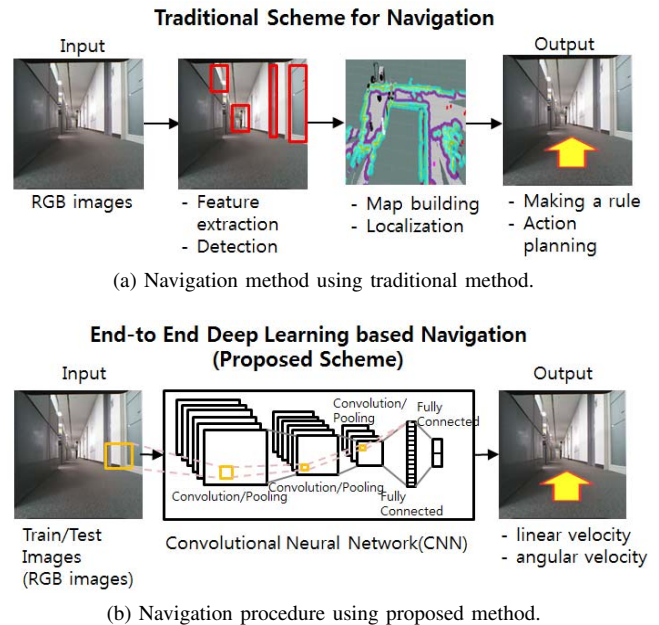 Traditional Scheme for Navigation
Input
Output
RGB images
- Feature
extraction
- Detection
- Map building
- Localization
- Making a rule
- Action
planning
(a) Navigation method using traditional method.
End-to End Deep Learning based Navigation
(Proposed Scheme)
Input
Output
Convolution/
Pooling
Fully
Connected
Convolution/Pooling
Convolution/Pooling
Fully
Connected
Train/Test
Images
(RGB images)
Convolutional Neural Network(CNN)
- linear velocity
- angular velocity
(b) Navigation procedure using proposed method.